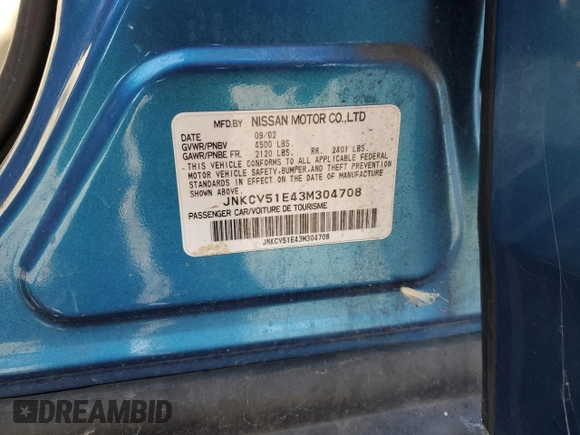 MFD.BY NISSAN MOTOR CO.,LTD
DATE 09/02
GVWR/PNBV 4500 LBS.
GAWR/PNBE FR. 2120 LBS. RR. 2401 LBS.
THIS VEHICLE CONFORMS TO ALL APPLICABLE FEDERAL
MOTOR VEHICLE SAFETY,BUMPER,AND THEFT PREVENTION
STANDARDS IN EFFECT ON THE DATE OF MANUFACTURE
SHOWN ABOVE.
JNKCV51E43M304708
PASSENGER CAR/VOITURE DE TOURISME
JNKCV51E43M304708
DREAMBID